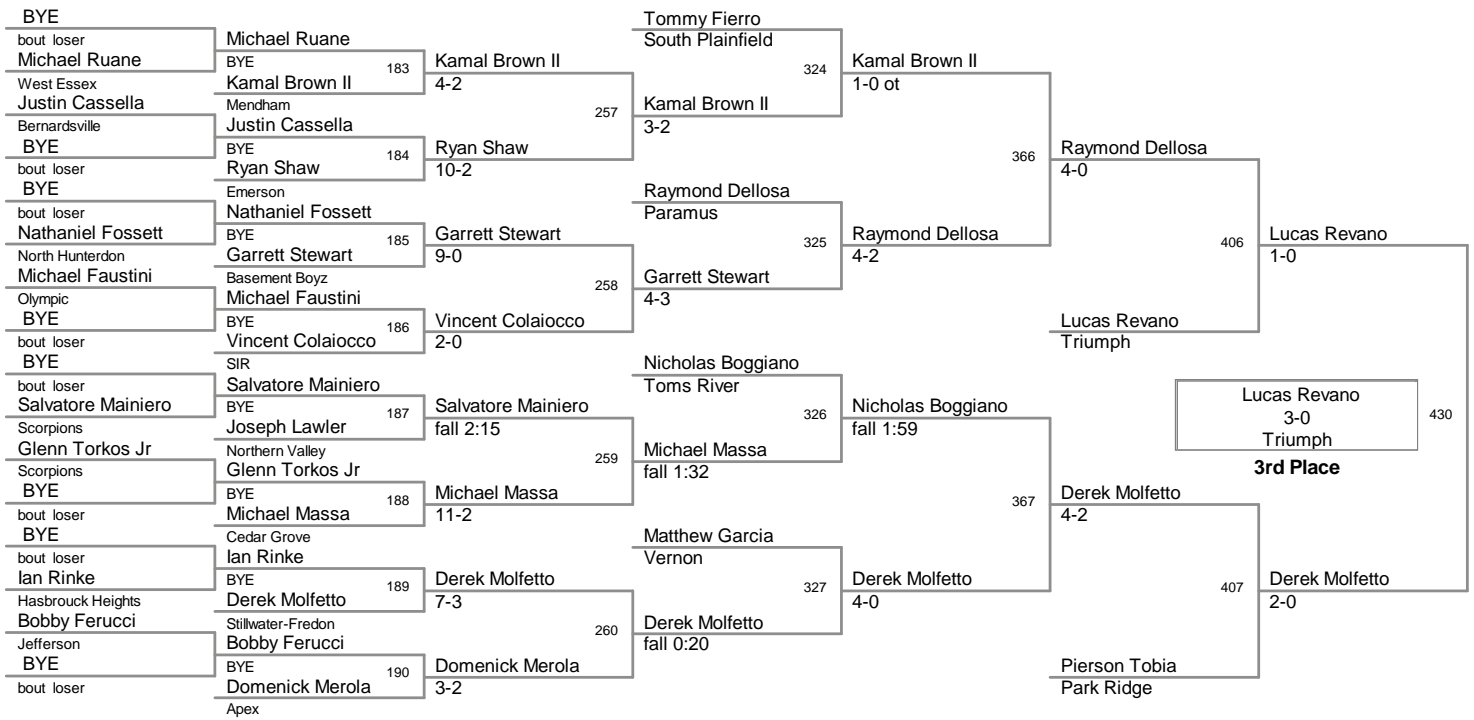 BYE
bout loser
Michael Ruane
West Essex
Justin Cassella
Bernardsville
BYE
bout loser
BYE
bout loser
Nathaniel Fossett
North Hunterdon
Michael Faustini
Olympic
BYE
bout loser
BYE
bout loser
Salvatore Mainiero
Scorpions
Glenn Torkos Jr
Scorpions
BYE
bout loser
BYE
bout loser
Ian Rinke
Hasbrouck Heights
Bobby Ferucci
Jefferson
BYE
bout loser
Michael Ruane
BYE
183
Kamal Brown II
Mendham
Justin Cassella
BYE
184
Ryan Shaw
Emerson
Nathaniel Fossett
BYE
185
Garrett Stewart
Basement Boyz
Michael Faustini
BYE
186
Vincent Colaiocco
SIR
Salvatore Mainiero
BYE
187
Joseph Lawler
Northern Valley
Glenn Torkos Jr
BYE
188
Michael Massa
Cedar Grove
Ian Rinke
BYE
189
Derek Molfetto
Stillwater-Fredon
Bobby Ferucci
BYE
190
Domenick Merola
Apex
Kamal Brown II
4-2
257
Ryan Shaw
10-2
Garrett Stewart
9-0
258
Vincent Colaiocco
2-0
Salvatore Mainiero
fall 2:15
259
Michael Massa
11-2
Derek Molfetto
7-3
260
Domenick Merola
3-2
Tommy Fierro
South Plainfield
324
Kamal Brown II
3-2
Raymond Dellosa
Paramus
325
Garrett Stewart
4-3
Nicholas Boggiano
Toms River
326
Michael Massa
fall 1:32
Matthew Garcia
Vernon
327
Derek Molfetto
fall 0:20
Kamal Brown II
1-0 ot
366
Raymond Dellosa
4-2
Nicholas Boggiano
fall 1:59
367
Derek Molfetto
4-0
Raymond Dellosa
4-0
406
Lucas Revano
Triumph
Derek Molfetto
4-2
407
Pierson Tobia
Park Ridge
Lucas Revano
1-0
Lucas Revano
3-0
Triumph
430
3rd Place
Derek Molfetto
2-0